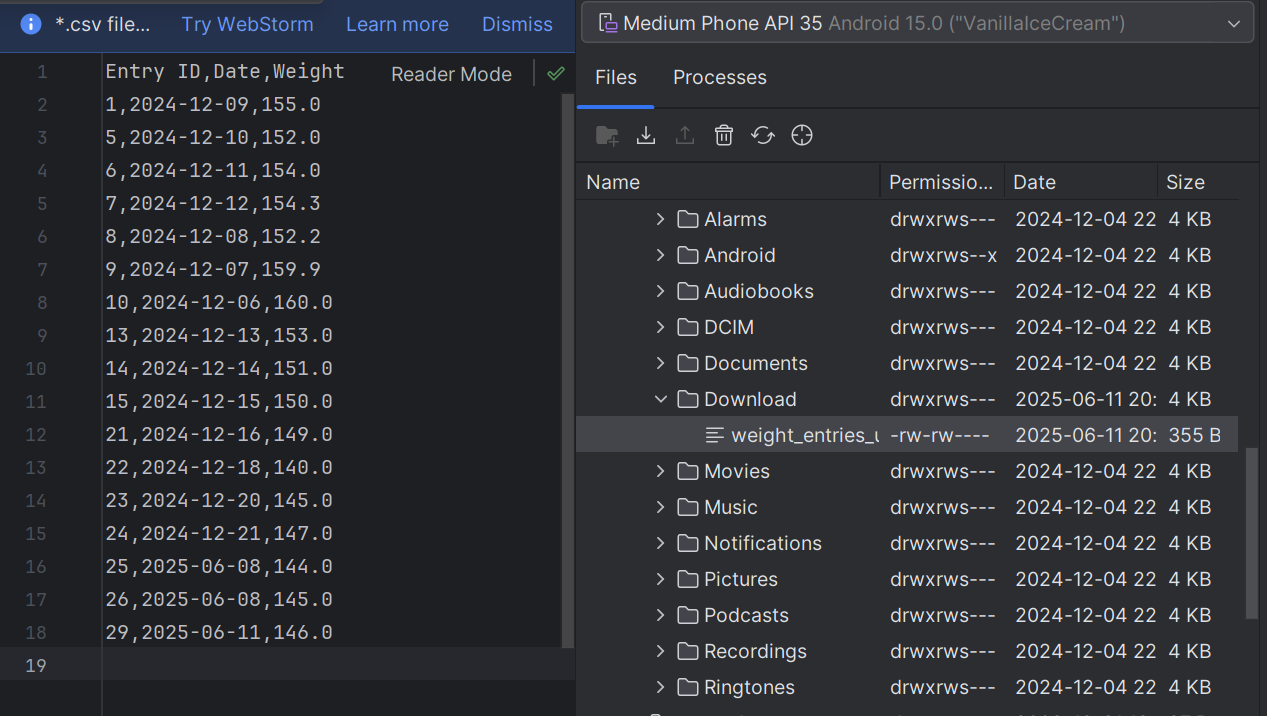 *.csv file... Try WebStorm Learn more Dismiss
Reader Mode
1 Entry ID,Date,Weight
2 1,2024-12-09,155.0
3 5,2024-12-10,152.0
4 6,2024-12-11,154.0
5 7,2024-12-12,154.3
6 8,2024-12-08,152.2
7 9,2024-12-07,159.9
8 10,2024-12-06,160.0
9 13,2024-12-13,153.0
10 14,2024-12-14,151.0
11 15,2024-12-15,150.0
12 21,2024-12-16,149.0
13 22,2024-12-18,140.0
14 23,2024-12-20,145.0
15 24,2024-12-21,147.0
16 25,2025-06-08,144.0
17 26,2025-06-08,145.0
18 29,2025-06-11,146.0
19
Medium Phone API 35 Android 15.0 ("VanillaIceCream")
Files Processes
Name Permissio... Date Size
Alarms drwxrws--- 2024-12-04 22 4 KB
Android drwxrws--x 2024-12-04 22 4 KB
Audiobooks drwxrws--- 2024-12-04 22 4 KB
DCIM drwxrws--- 2024-12-04 22 4 KB
Documents drwxrws--- 2024-12-04 22 4 KB
Download drwxrws--- 2025-06-11 20: 4 KB
weight_entries_u -rw-rw---- 2025-06-11 20: 355 B
Movies drwxrws--- 2024-12-04 22 4 KB
Music drwxrws--- 2024-12-04 22 4 KB
Notifications drwxrws--- 2024-12-04 22 4 KB
Pictures drwxrws--- 2024-12-04 22 4 KB
Podcasts drwxrws--- 2024-12-04 22 4 KB
Recordings drwxrws--- 2024-12-04 22 4 KB
Ringtones drwxrws--- 2024-12-04 22 4 KB